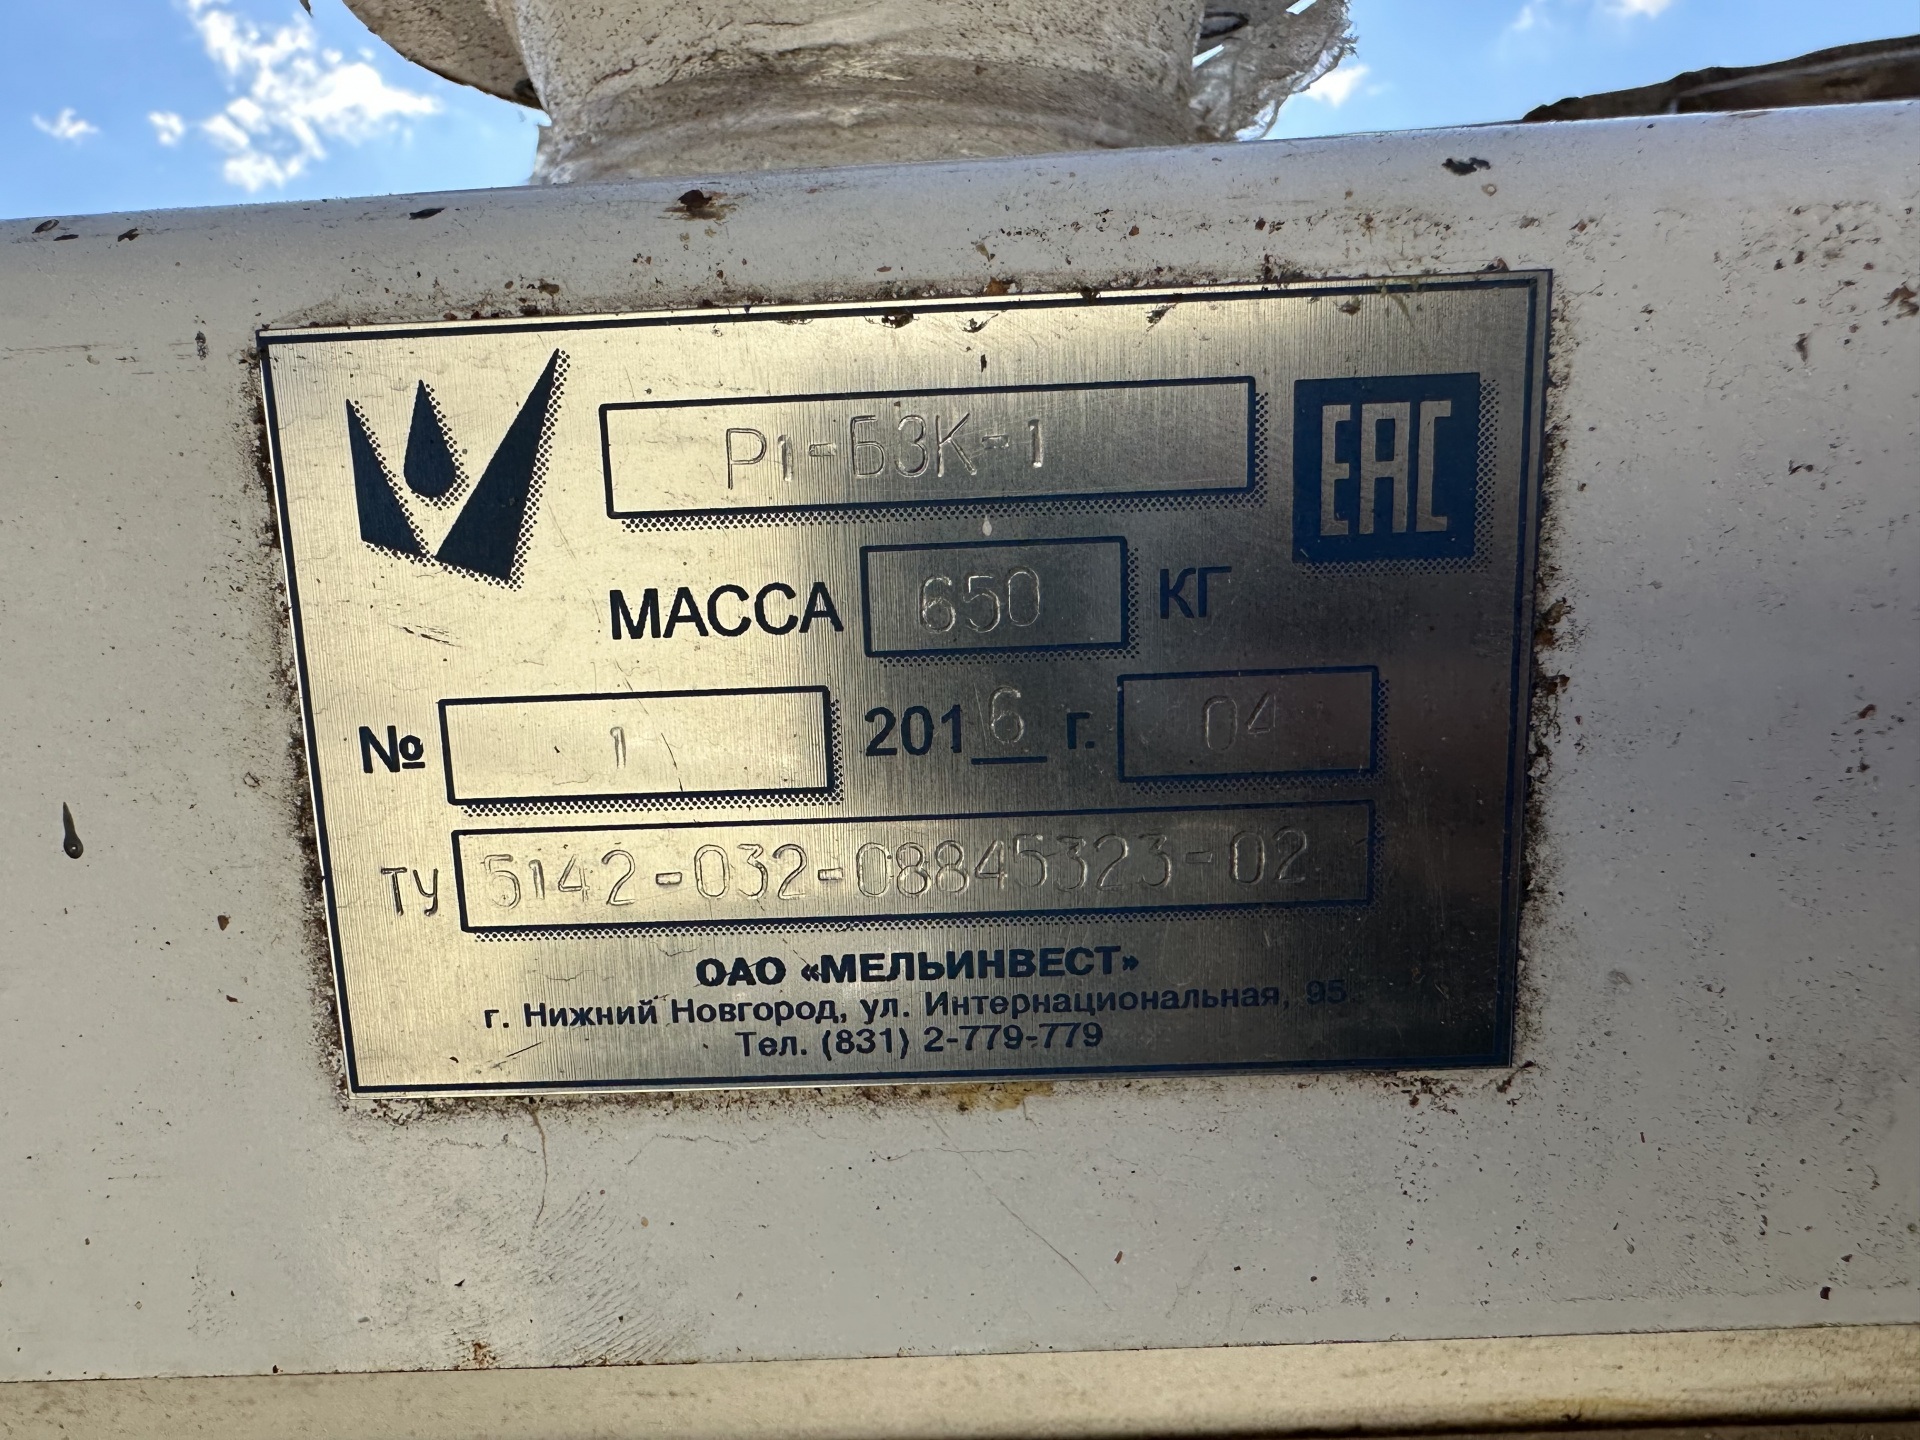 Р1-БЗК-1
ЕАС
МАССА 650 КГ
№ 1 2016 г. 04
ТУ 5142-032-08845323-02
ОАО «МЕЛЬИНВЕСТ»
г. Нижний Новгород, ул. Интернациональная, 95
Тел. (831) 2-779-779